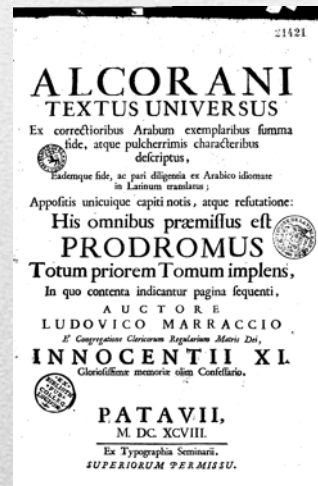 21421
ALCORANI
TEXTUS UNIVERSUS
Ex correctioribus Arabum exemplaribus ſumma
fide, atque pulcherrimis characteribus
deſcriptus,
Eademque fide, ac pari diligentia ex Arabico idiomate
in Latinum translatus;
Appoſitis unicuique capiti notis, atque refutatione:
His omnibus præmiſſus eſt
PRODROMUS
Totum priorem Tomum implens,
In quo contenta indicantur pagina ſequenti,
AUCTORE
LUDOVICO MARRACCIO
E' Congregatione Clericorum Regularium Matris Dei,
INNOCENTII XI.
Glorioſiſſimæ memoriæ olim Confeſſario.
PATAVII,
M. DC. XCVIII.
Ex Typographia Seminarii.
SUPERIORUM PERMISSU.